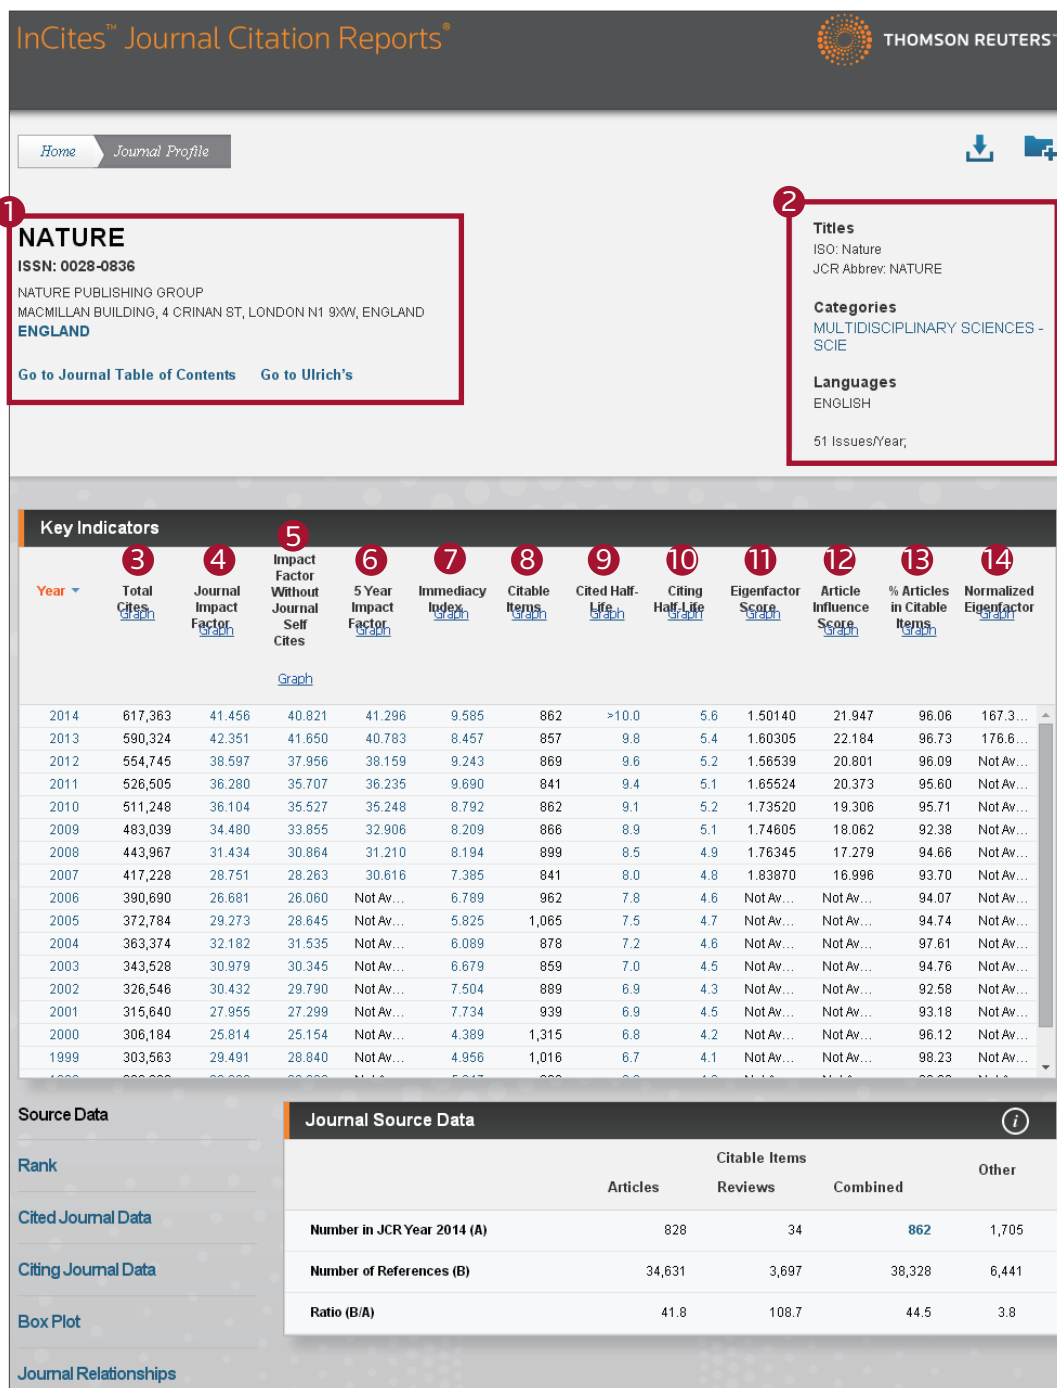 InCites™ Journal Citation Reports®
THOMSON REUTERS™
Home Journal Profile
1
NATURE
ISSN: 0028-0836
NATURE PUBLISHING GROUP
MACMILLAN BUILDING, 4 CRINAN ST, LONDON N1 9XW, ENGLAND
ENGLAND
Go to Journal Table of Contents Go to Ulrich's
2
Titles
ISO: Nature
JCR Abbrev: NATURE
Categories
MULTIDISCIPLINARY SCIENCES -
SCIE
Languages
ENGLISH
51 Issues/Year;
Key Indicators
3 4 5 6 7 8 9 10 11 12 13 14
Year
Total
Cites
Graph
Journal
Impact
Factor
Graph
Impact
Factor
Without
Journal
Self
Cites
Graph
5 Year
Impact
Factor
Graph
Immediacy
Index
Graph
Citable
Items
Graph
Cited Half-
Life
Graph
Citing
Half-Life
Graph
Eigenfactor
Score
Graph
Article
Influence
Score
Graph
% Articles
in Citable
Items
Graph
Normalized
Eigenfactor
Graph
2014 617,363 41.456 40.821 41.296 9.585 862 >10.0 5.6 1.50140 21.947 96.06 167.3...
2013 590,324 42.351 41.650 40.783 8.457 857 9.8 5.4 1.60305 22.184 96.73 176.6...
2012 554,745 38.597 37.956 38.159 9.243 869 9.6 5.2 1.56539 20.801 96.09 Not Av...
2011 526,505 36.280 35.707 36.235 9.690 841 9.4 5.1 1.65524 20.373 95.60 Not Av...
2010 511,248 36.104 35.527 35.248 8.792 862 9.1 5.2 1.73520 19.306 95.71 Not Av...
2009 483,039 34.480 33.855 32.906 8.209 866 8.9 5.1 1.74605 18.062 92.38 Not Av...
2008 443,967 31.434 30.864 31.210 8.194 899 8.5 4.9 1.76345 17.279 94.66 Not Av...
2007 417,228 28.751 28.263 30.616 7.385 841 8.0 4.8 1.83870 16.996 93.70 Not Av...
2006 390,690 26.681 26.060 Not Av... 6.789 962 7.8 4.6 Not Av... Not Av... 94.07 Not Av...
2005 372,784 29.273 28.645 Not Av... 5.825 1,065 7.5 4.7 Not Av... Not Av... 94.74 Not Av...
2004 363,374 32.182 31.535 Not Av... 6.089 878 7.2 4.6 Not Av... Not Av... 97.61 Not Av...
2003 343,528 30.979 30.345 Not Av... 6.679 859 7.0 4.5 Not Av... Not Av... 94.76 Not Av...
2002 326,546 30.432 29.790 Not Av... 7.504 889 6.9 4.3 Not Av... Not Av... 92.58 Not Av...
2001 315,640 27.955 27.299 Not Av... 7.734 939 6.9 4.5 Not Av... Not Av... 93.18 Not Av...
2000 306,184 25.814 25.154 Not Av... 4.389 1,315 6.8 4.2 Not Av... Not Av... 96.12 Not Av...
1999 303,563 29.491 28.840 Not Av... 4.956 1,016 6.7 4.1 Not Av... Not Av... 98.23 Not Av...
Source Data
Rank
Cited Journal Data
Citing Journal Data
Box Plot
Journal Relationships
Journal Source Data
Citable Items
Other
Articles Reviews Combined
Number in JCR Year 2014 (A) 828 34 862 1,705
Number of References (B) 34,631 3,697 38,328 6,441
Ratio (B/A) 41.8 108.7 44.5 3.8